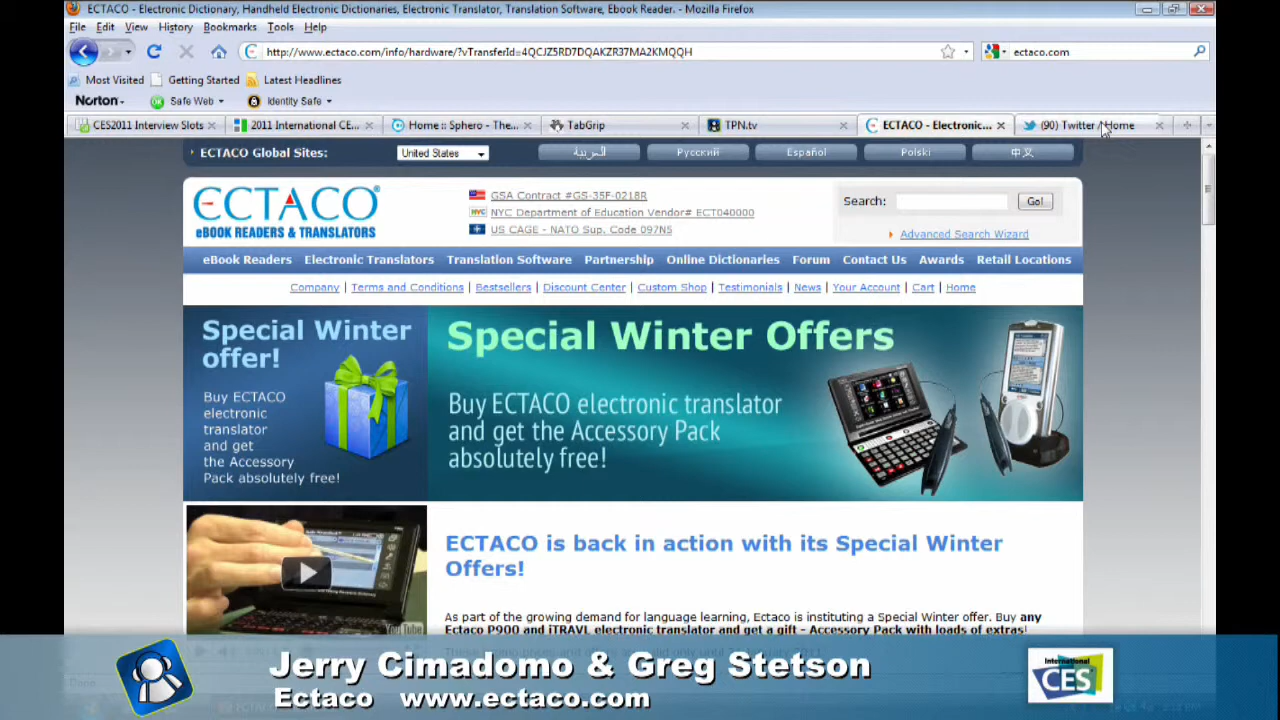 ECTACO - Electronic Dictionary, Handheld Electronic Dictionaries, Electronic Translator, Translation Software, Ebook Reader. - Mozilla Firefox
File Edit View History Bookmarks Tools Help
http://www.ectaco.com/info/hardware/?vTransferId=4QCJZ5RD7DQAKZR37MA2KMQQH
ectaco.com
Most Visited Getting Started Latest Headlines
Norton Safe Web Identity Safe
CES2011 Interview Slots
2011 International CE...
Home :: Sphero - The...
TabGrip
TPN.tv
ECTACO - Electronic...
(90) Twitter / Home
ECTACO Global Sites: United States العربية Русский Español Polski 中文
ECTACO®
eBOOK READERS & TRANSLATORS
GSA Contract #GS-35F-0218R
NYC NYC Department of Education Vendor# ECT040000
US CAGE - NATO Sup. Code 097N5
Search: Go!
Advanced Search Wizard
eBook Readers Electronic Translators Translation Software Partnership Online Dictionaries Forum Contact Us Awards Retail Locations
Company | Terms and Conditions | Bestsellers | Discount Center | Custom Shop | Testimonials | News | Your Account | Cart | Home
Special Winter
offer!
Buy ECTACO
electronic
translator
and get
the Accessory
Pack absolutely free!
Special Winter Offers
Buy ECTACO electronic translator
and get the Accessory Pack
absolutely free!
YouTube
ECTACO is back in action with its Special Winter
Offers!
As part of the growing demand for language learning, Ectaco is instituting a Special Winter offer. Buy any
Ectaco P900 and iTRAVL electronic translator and get a gift - Accessory Pack with loads of extras!
Jerry Cimadomo & Greg Stetson
Ectaco www.ectaco.com
International
CES